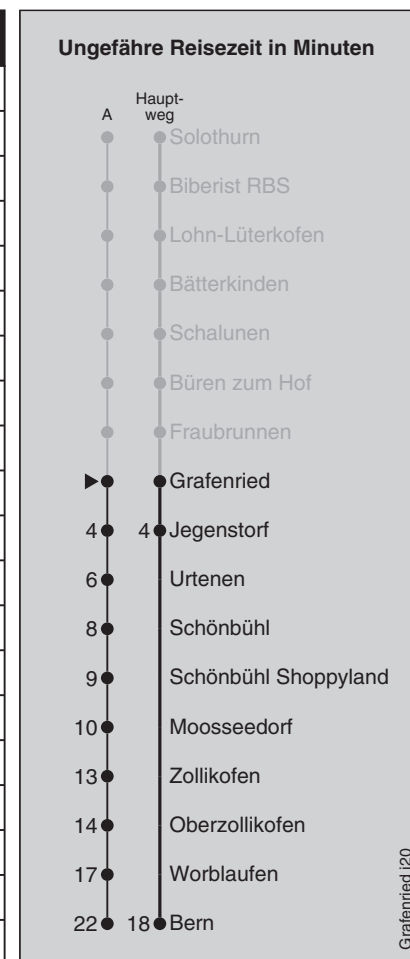 Ungefähre Reisezeit in Minuten
A
Haupt-
weg
Solothurn
Biberist RBS
Lohn-Lüterkofen
Bätterkinden
Schalunen
Büren zum Hof
Fraubrunnen
Grafenried
4 4 Jegenstorf
6 Urtenen
8 Schönbühl
9 Schönbühl Shoppyland
10 Moosseedorf
13 Zollikofen
14 Oberzollikofen
17 Worblaufen
22 18 Bern
Grafenried j20